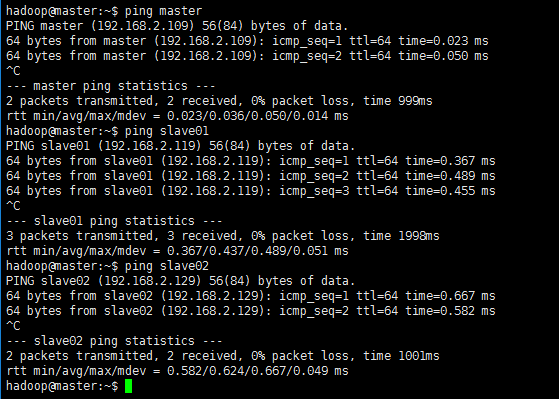 hadoop@master:~$ ping master
PING master (192.168.2.109) 56(84) bytes of data.
64 bytes from master (192.168.2.109): icmp_seq=1 ttl=64 time=0.023 ms
64 bytes from master (192.168.2.109): icmp_seq=2 ttl=64 time=0.050 ms
^C
--- master ping statistics ---
2 packets transmitted, 2 received, 0% packet loss, time 999ms
rtt min/avg/max/mdev = 0.023/0.036/0.050/0.014 ms
hadoop@master:~$ ping slave01
PING slave01 (192.168.2.119) 56(84) bytes of data.
64 bytes from slave01 (192.168.2.119): icmp_seq=1 ttl=64 time=0.367 ms
64 bytes from slave01 (192.168.2.119): icmp_seq=2 ttl=64 time=0.489 ms
64 bytes from slave01 (192.168.2.119): icmp_seq=3 ttl=64 time=0.455 ms
^C
--- slave01 ping statistics ---
3 packets transmitted, 3 received, 0% packet loss, time 1998ms
rtt min/avg/max/mdev = 0.367/0.437/0.489/0.051 ms
hadoop@master:~$ ping slave02
PING slave02 (192.168.2.129) 56(84) bytes of data.
64 bytes from slave02 (192.168.2.129): icmp_seq=1 ttl=64 time=0.667 ms
64 bytes from slave02 (192.168.2.129): icmp_seq=2 ttl=64 time=0.582 ms
^C
--- slave02 ping statistics ---
2 packets transmitted, 2 received, 0% packet loss, time 1001ms
rtt min/avg/max/mdev = 0.582/0.624/0.667/0.049 ms
hadoop@master:~$